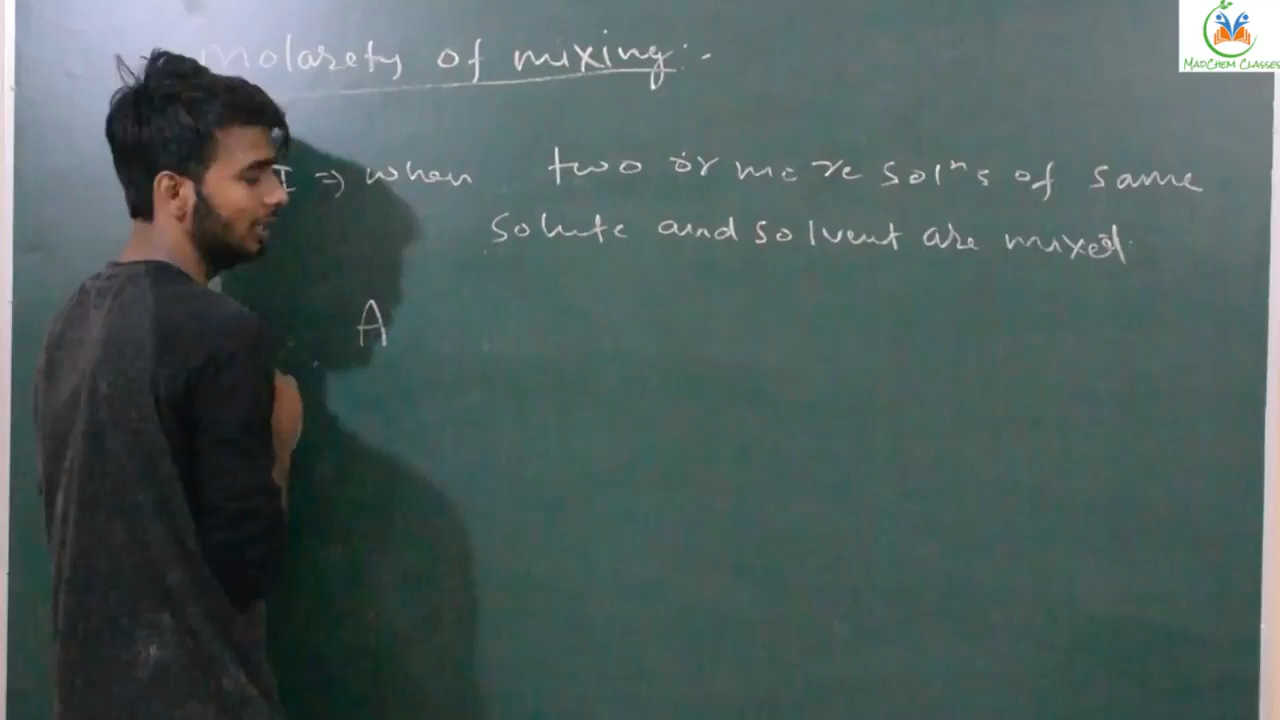 Molarety of mixing :-
MADCHEM CLASSES
I => when two or more solns of same
solute and solvent are mixed.
A